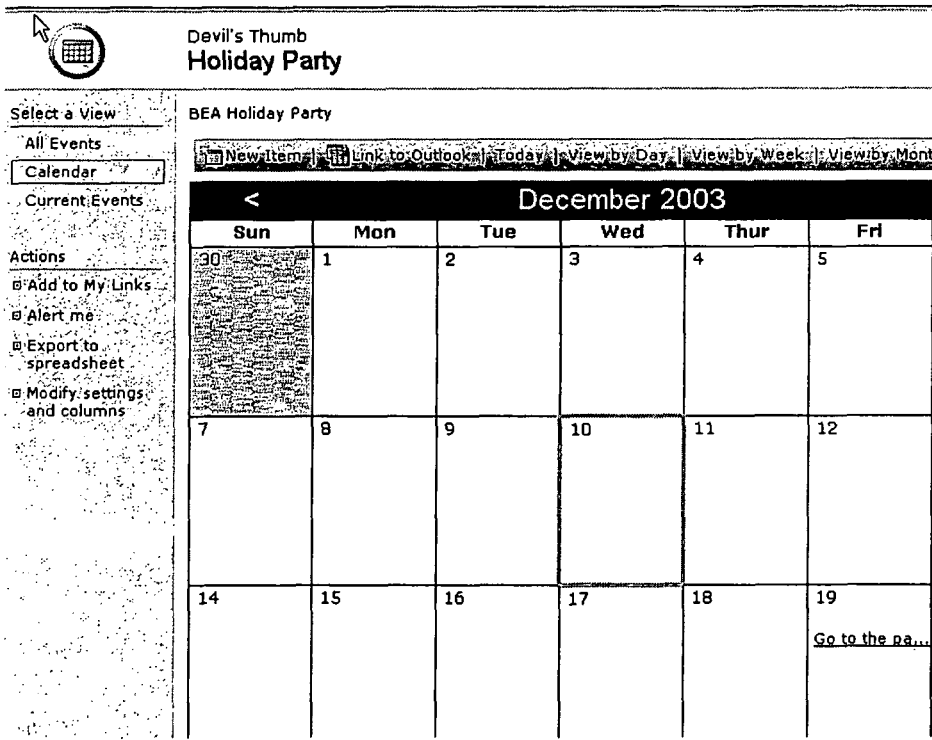 Devil's Thumb
Holiday Party
Select a View
All Events
Calendar
Current Events
Actions
Add to My Links
Alert me
Export to
spreadsheet
Modify settings
and columns
BEA Holiday Party
New Item | Link to Outlook | Today | View by Day | View by Week | View by Mont
< December 2003
Sun Mon Tue Wed Thur Fri
30 1 2 3 4 5
7 8 9 10 11 12
14 15 16 17 18 19
Go to the pa...